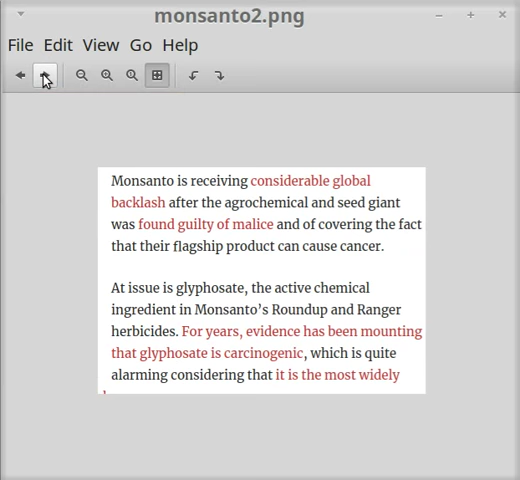 monsanto2.png
File Edit View Go Help
Monsanto is receiving considerable global
backlash after the agrochemical and seed giant
was found guilty of malice and of covering the fact
that their flagship product can cause cancer.
At issue is glyphosate, the active chemical
ingredient in Monsanto’s Roundup and Ranger
herbicides. For years, evidence has been mounting
that glyphosate is carcinogenic, which is quite
alarming considering that it is the most widely